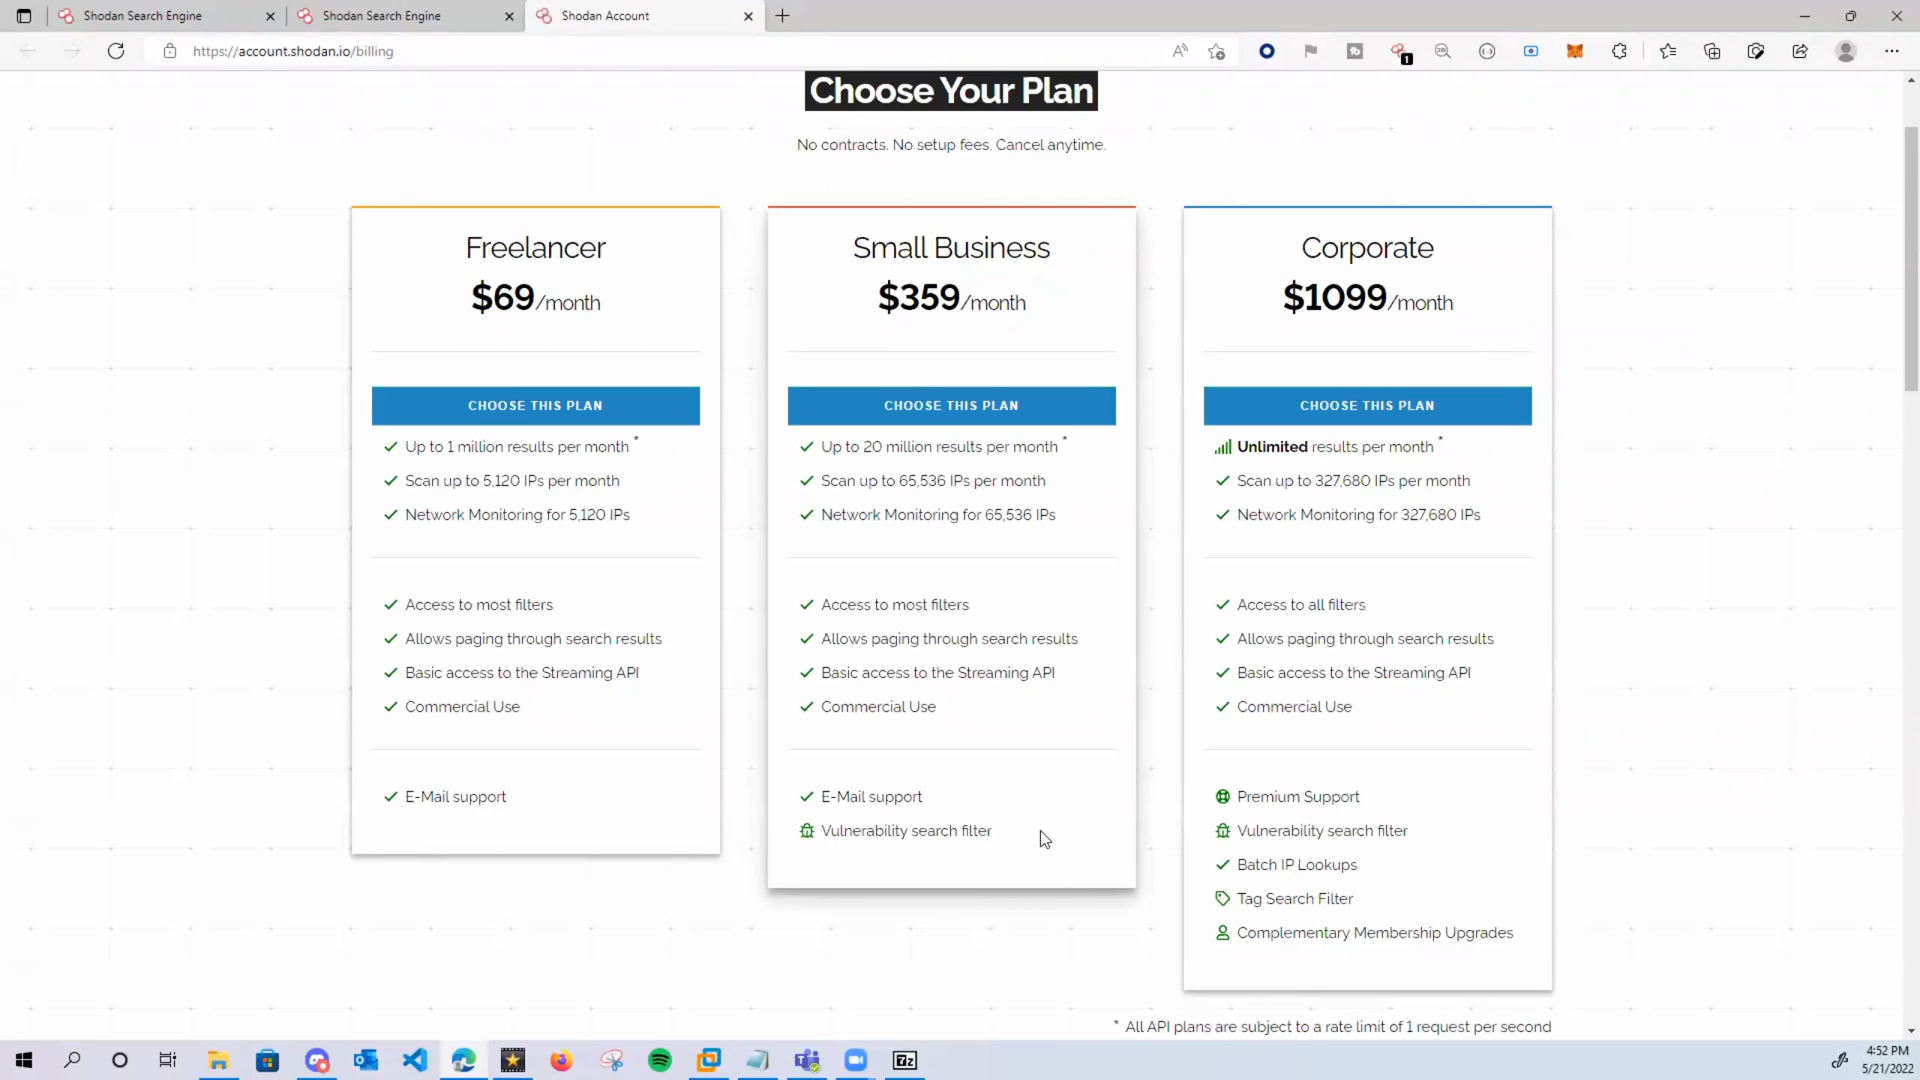 Shodan Search Engine
Shodan Search Engine
Shodan Account
https://account.shodan.io/billing
1
Choose Your Plan
No contracts. No setup fees. Cancel anytime.
Freelancer
$69/month
CHOOSE THIS PLAN
Up to 1 million results per month *
Scan up to 5,120 IPs per month
Network Monitoring for 5,120 IPs
Access to most filters
Allows paging through search results
Basic access to the Streaming API
Commercial Use
E-Mail support
Small Business
$359/month
CHOOSE THIS PLAN
Up to 20 million results per month *
Scan up to 65,536 IPs per month
Network Monitoring for 65,536 IPs
Access to most filters
Allows paging through search results
Basic access to the Streaming API
Commercial Use
E-Mail support
Vulnerability search filter
Corporate
$1099/month
CHOOSE THIS PLAN
Unlimited results per month *
Scan up to 327,680 IPs per month
Network Monitoring for 327,680 IPs
Access to all filters
Allows paging through search results
Basic access to the Streaming API
Commercial Use
Premium Support
Vulnerability search filter
Batch IP Lookups
Tag Search Filter
Complementary Membership Upgrades
* All API plans are subject to a rate limit of 1 request per second
7z
4:52 PM
5/21/2022